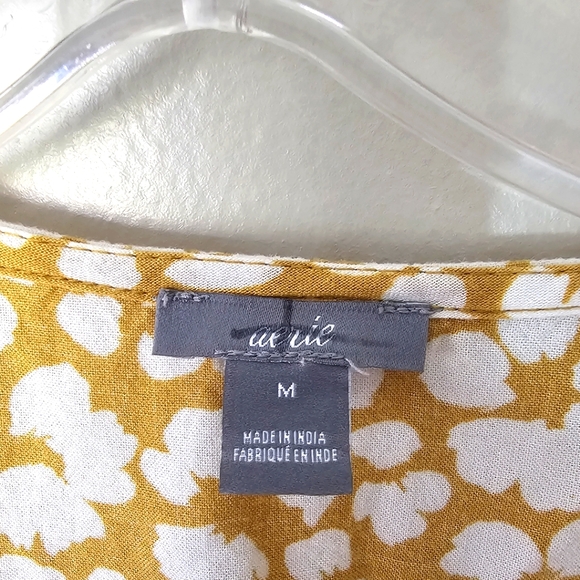 aerie
M
MADE IN INDIA
FABRIQUÉ EN INDE